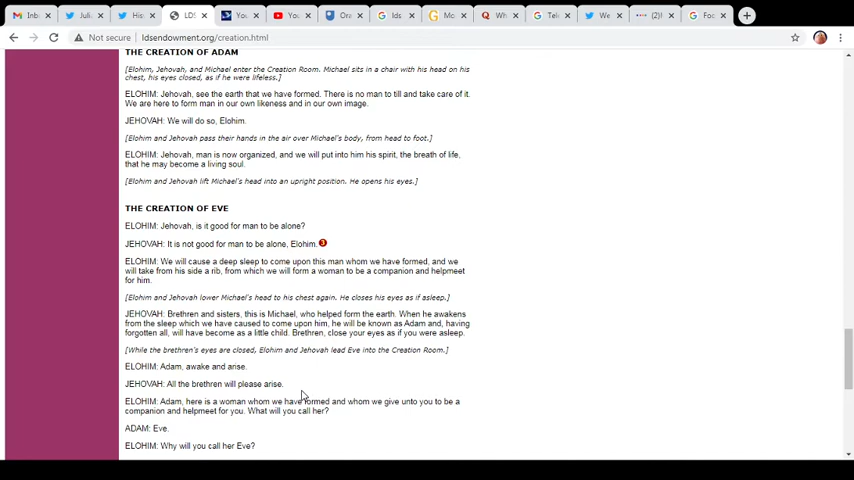 Inb
Julie
His
LDS
You
You
Ora
lds
Mo
Wh
Tele
We
(2)
Foo
Not secure
ldsendowment.org/creation.html
THE CREATION OF ADAM
[Elohim, Jehovah, and Michael enter the Creation Room. Michael sits in a chair with his head on his
chest, his eyes closed, as if he were lifeless.]
ELOHIM: Jehovah, see the earth that we have formed. There is no man to till and take care of it.
We are here to form man in our own likeness and in our own image.
JEHOVAH: We will do so, Elohim.
[Elohim and Jehovah pass their hands in the air over Michael's body, from head to foot.]
ELOHIM: Jehovah, man is now organized, and we will put into him his spirit, the breath of life,
that he may become a living soul.
[Elohim and Jehovah lift Michael's head into an upright position. He opens his eyes.]
THE CREATION OF EVE
ELOHIM: Jehovah, is it good for man to be alone?
JEHOVAH: It is not good for man to be alone, Elohim. 3
ELOHIM: We will cause a deep sleep to come upon this man whom we have formed, and we
will take from his side a rib, from which we will form a woman to be a companion and helpmeet
for him.
[Elohim and Jehovah lower Michael's head to his chest again. He closes his eyes as if asleep.]
JEHOVAH: Brethren and sisters, this is Michael, who helped form the earth. When he awakens
from the sleep which we have caused to come upon him, he will be known as Adam and, having
forgotten all, will have become as a little child. Brethren, close your eyes as if you were asleep.
[While the brethren's eyes are closed, Elohim and Jehovah lead Eve into the Creation Room.]
ELOHIM: Adam, awake and arise.
JEHOVAH: All the brethren will please arise.
ELOHIM: Adam, here is a woman whom we have formed and whom we give unto you to be a
companion and helpmeet for you. What will you call her?
ADAM: Eve.
ELOHIM: Why will you call her Eve?